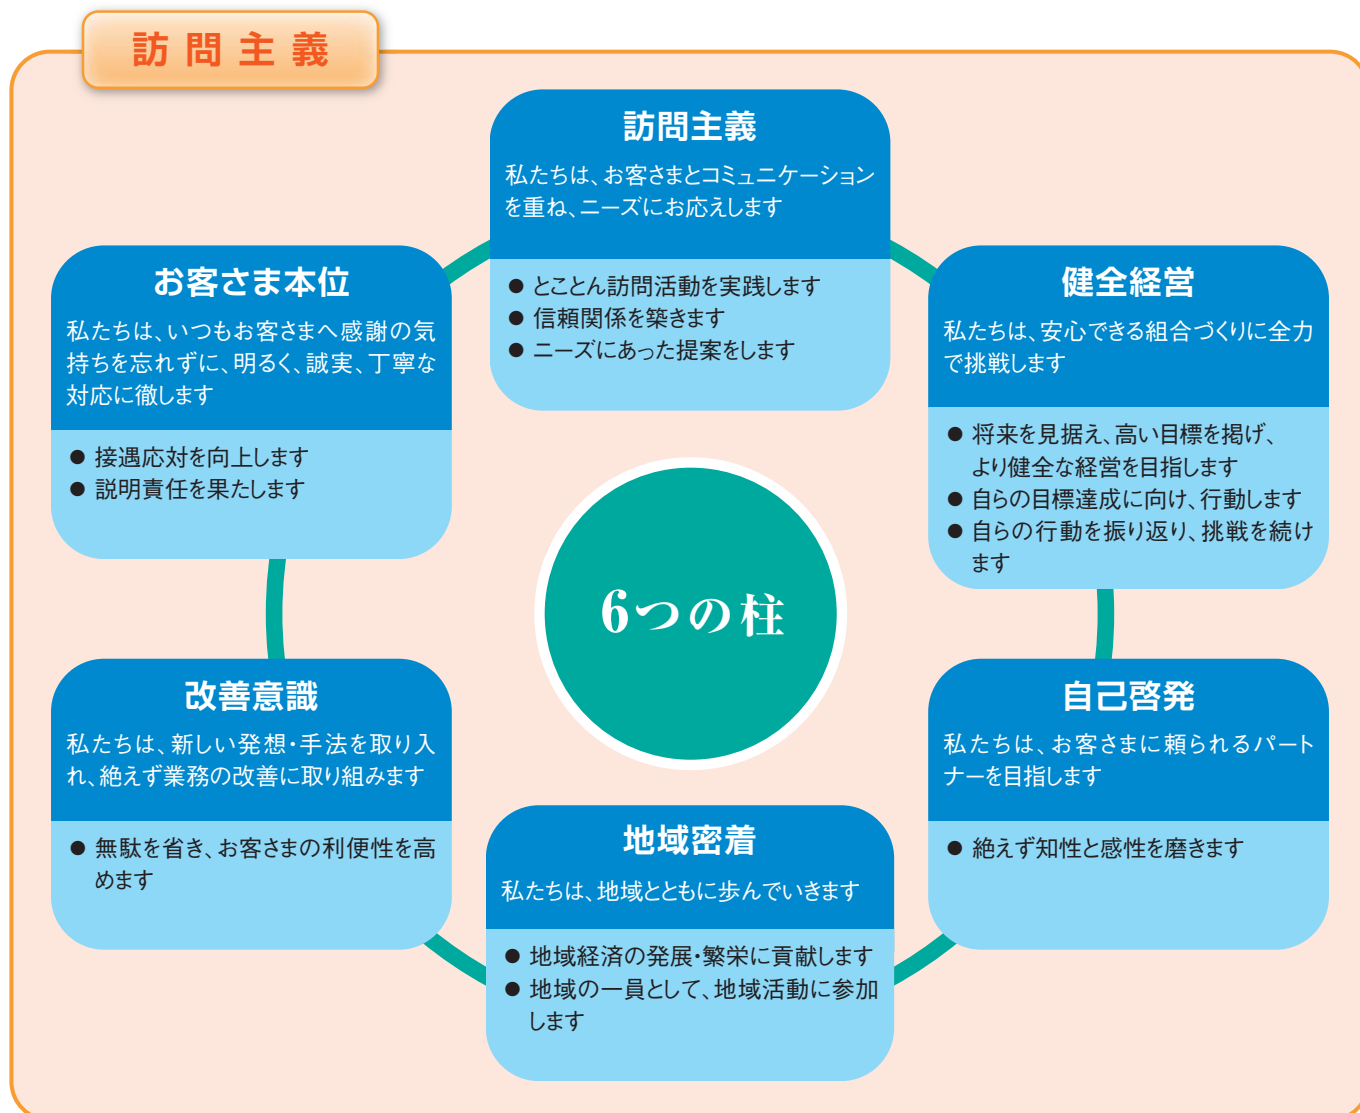 訪問主義
訪問主義
私たちは、お客さまとコミュニケーション
を重ね、ニーズにお応えします
● とことん訪問活動を実践します
● 信頼関係を築きます
● ニーズにあった提案をします
お客さま本位
私たちは、いつもお客さまへ感謝の気
持ちを忘れずに、明るく、誠実、丁寧な
対応に徹します
● 接遇応対を向上します
● 説明責任を果たします
健全経営
私たちは、安心できる組合づくりに全力
で挑戦します
● 将来を見据え、高い目標を掲げ、
より健全な経営を目指します
● 自らの目標達成に向け、行動します
● 自らの行動を振り返り、挑戦を続け
ます
6つの柱
改善意識
私たちは、新しい発想・手法を取り入
れ、絶えず業務の改善に取り組みます
● 無駄を省き、お客さまの利便性を高
めます
自己啓発
私たちは、お客さまに頼られるパート
ナーを目指します
● 絶えず知性と感性を磨きます
地域密着
私たちは、地域とともに歩んでいきます
● 地域経済の発展・繁栄に貢献します
● 地域の一員として、地域活動に参加
します